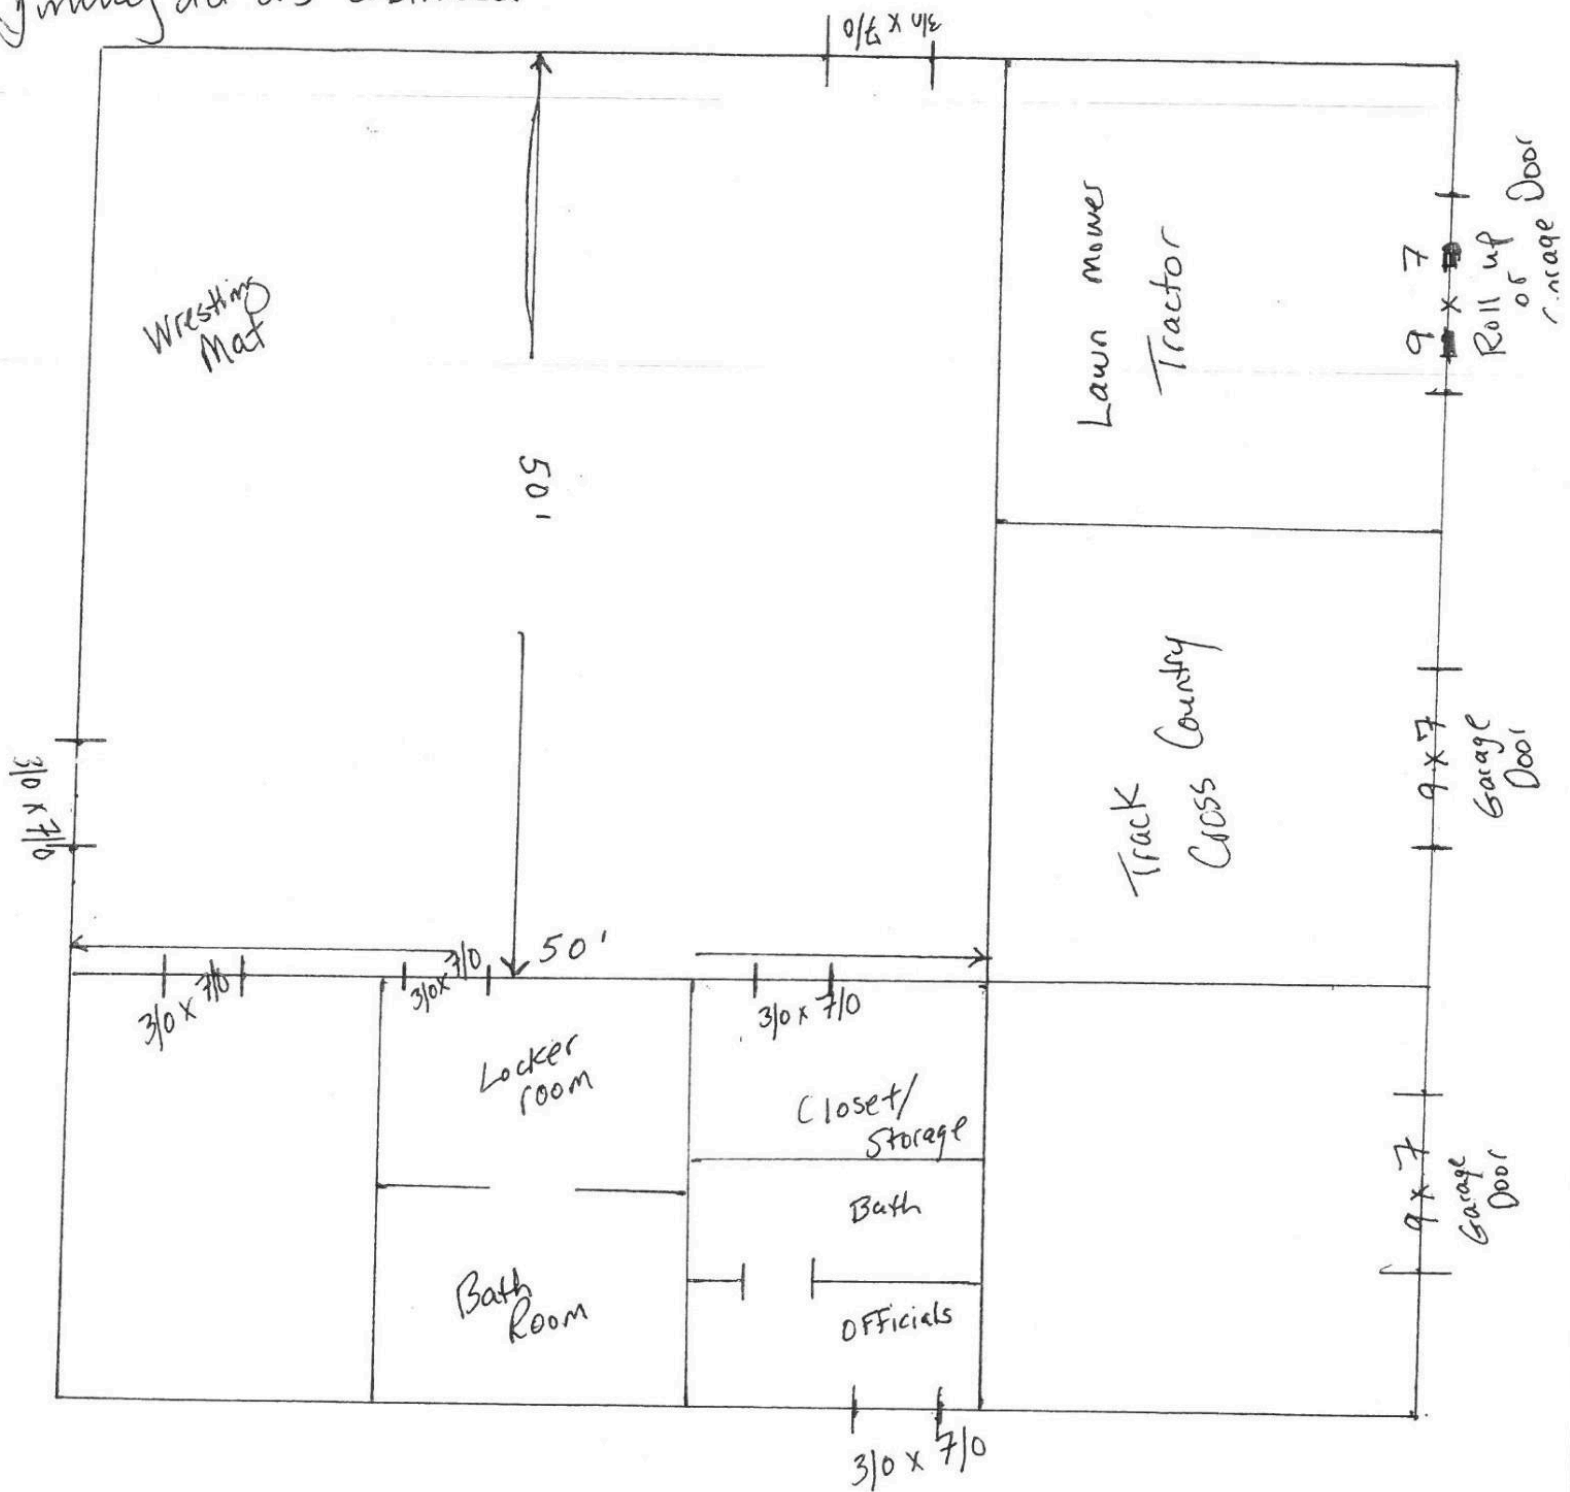 3/0 x 7/0
Wrestling
Mat
50'
Lawn mower
Tractor
9 x 7
Roll up
or
Door
3/0 x 7/0
Track
Cross Country
9 x 7
Garage
Door
50'
3/0 x 7/0
3/0 x 7/0
3/0 x 7/0
Locker
room
Closet/
Storage
Bath
Bath
Room
Officials
9 x 7
Garage
Door
3/0 x 7/0